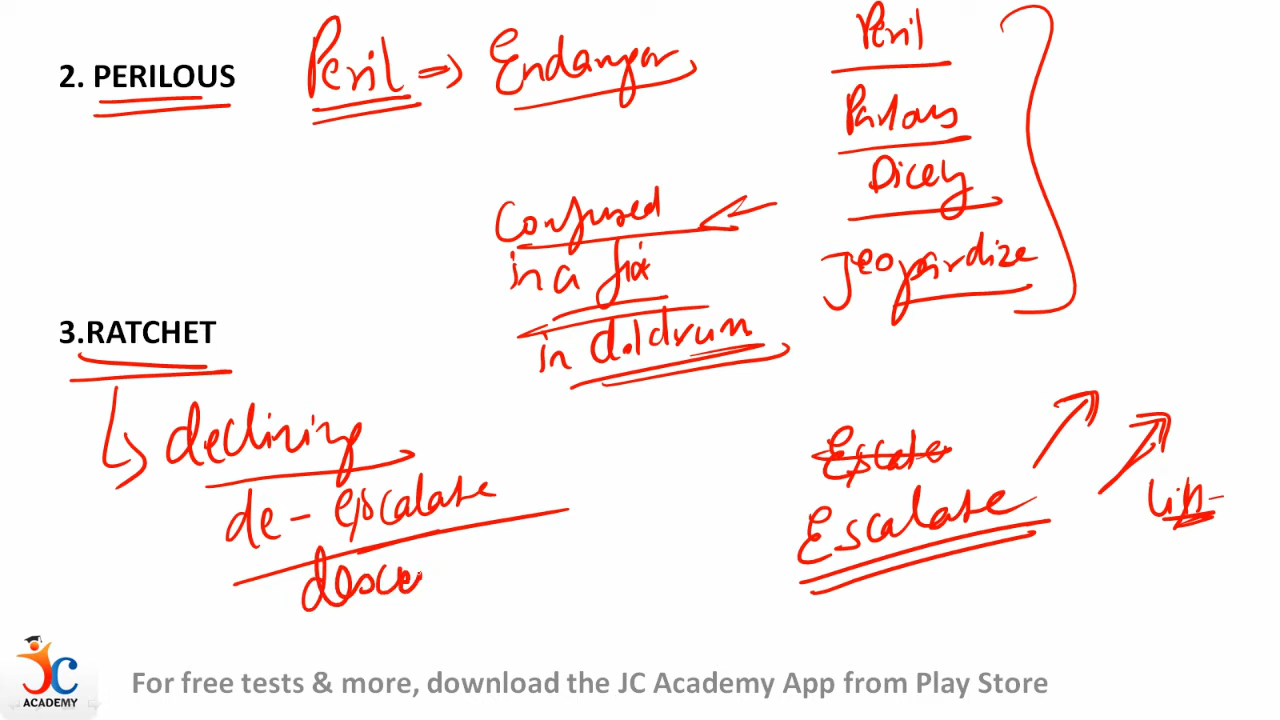 2. PERILOUS
Peril ⇒ Endanger
Peril
Parlous
Dicey
Jeopardize
Confused
in a fix
in doldrum
3.RATCHET
declining
de-escalate
desce
Escalate
Escalate
Lift
JC
ACADEMY
For free tests & more, download the JC Academy App from Play Store